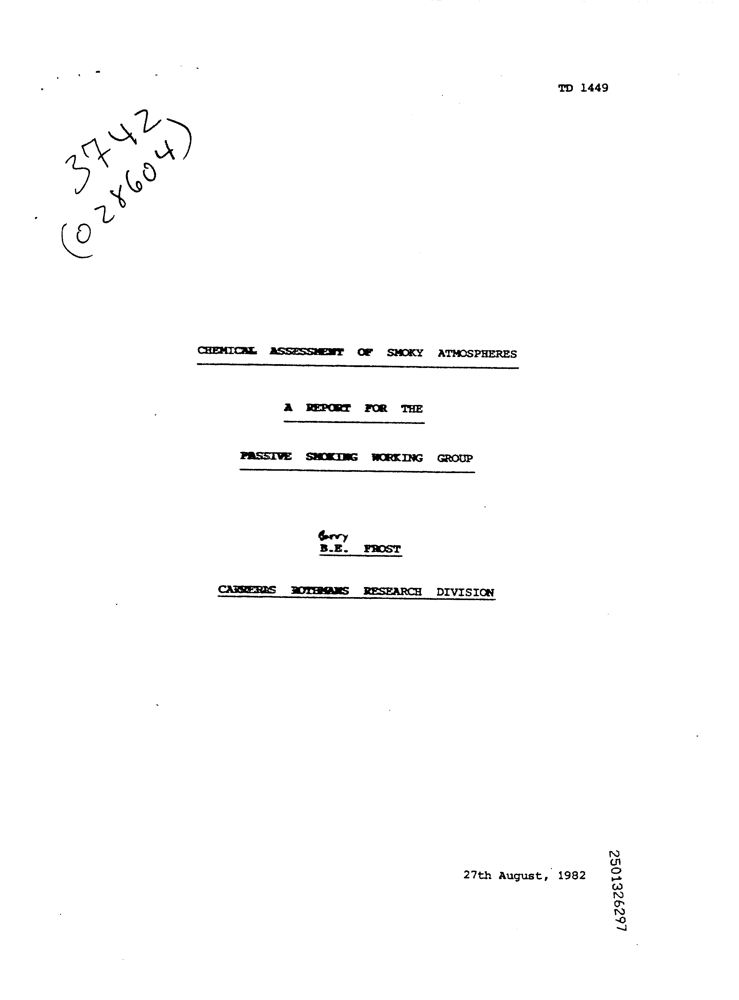 TD 1449
3742
(028604)
CHEMICAL ASSESSMENT OF SMOKY ATMOSPHERES
A REPORT FOR THE
PASSIVE SMOKING WORKING GROUP
Barry
B.E. FROST
CARRERAS ROTHMANS RESEARCH DIVISION
27th August, 1982
2501326297